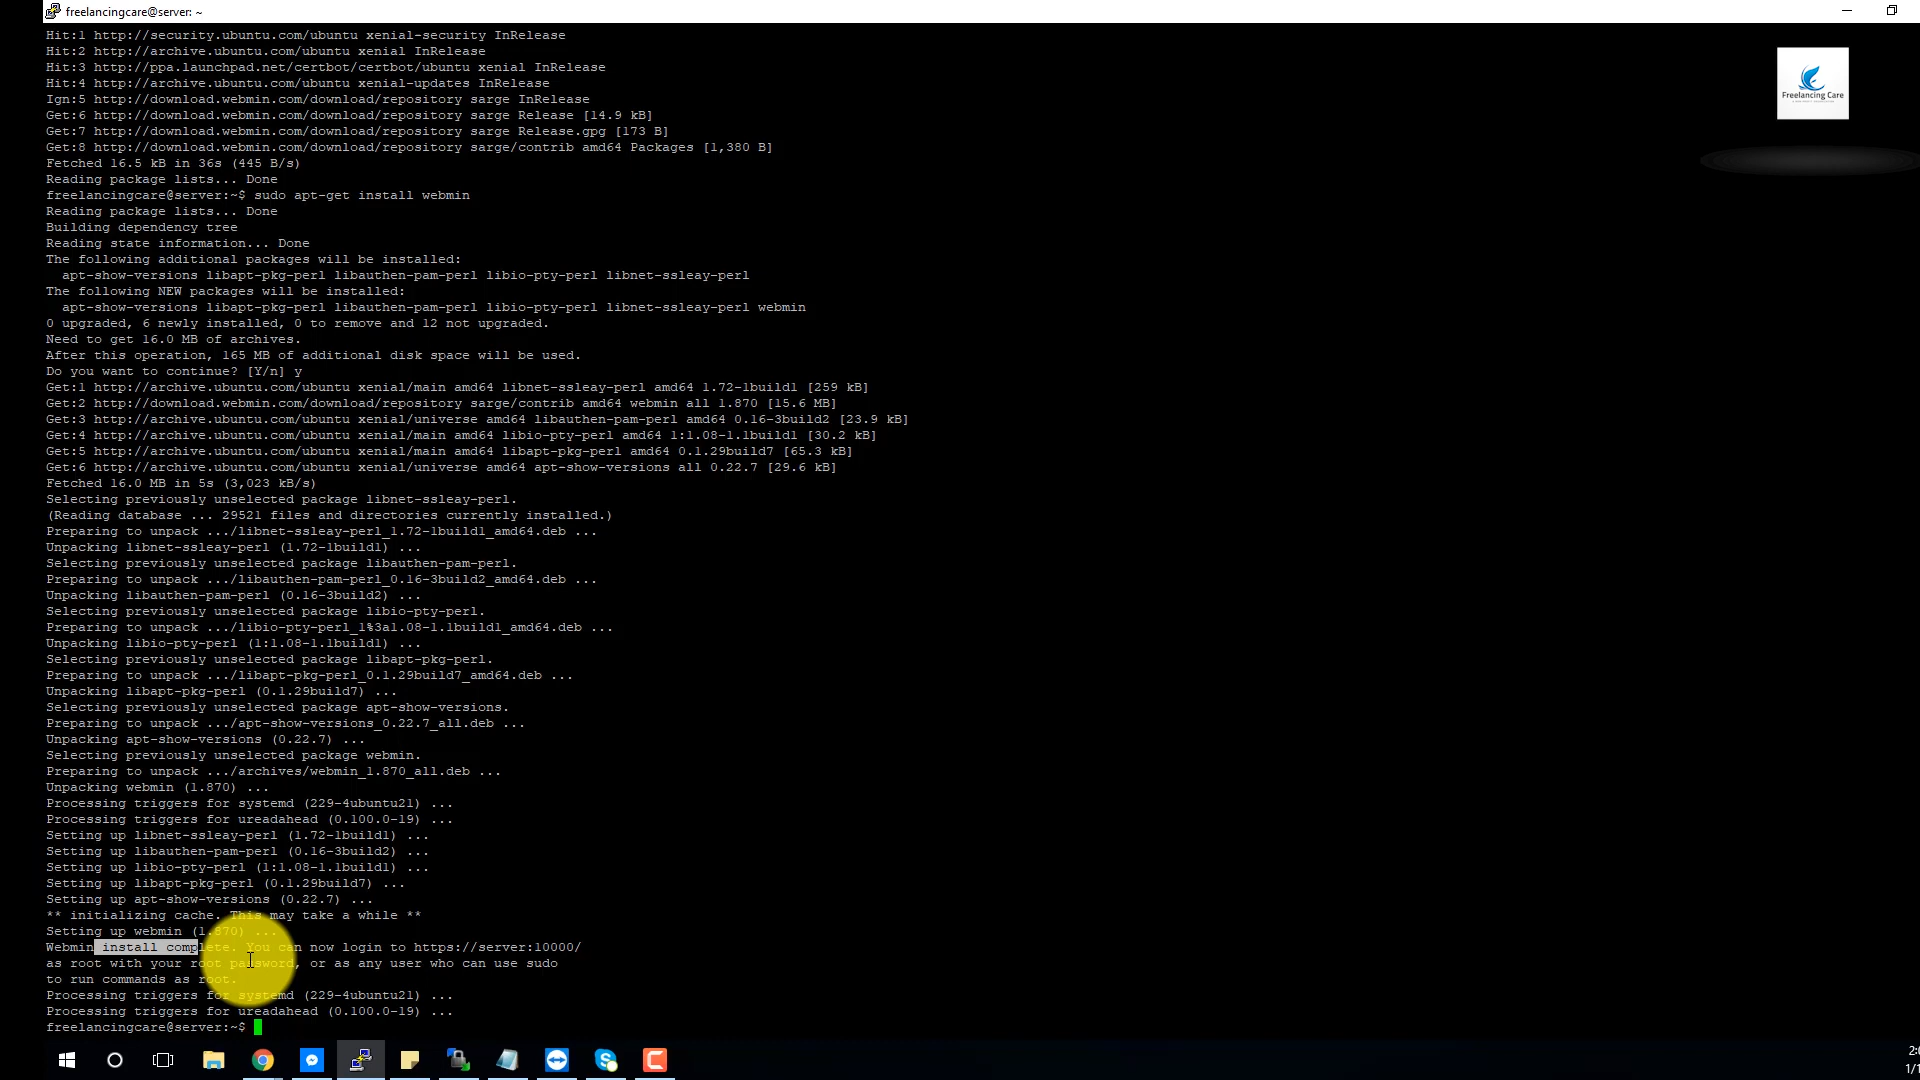 freelancingcare@server: ~
Hit:1 http://security.ubuntu.com/ubuntu xenial-security InRelease
Hit:2 http://archive.ubuntu.com/ubuntu xenial InRelease
Hit:3 http://ppa.launchpad.net/certbot/certbot/ubuntu xenial InRelease
Hit:4 http://archive.ubuntu.com/ubuntu xenial-updates InRelease
Ign:5 http://download.webmin.com/download/repository sarge InRelease
Get:6 http://download.webmin.com/download/repository sarge Release [14.9 kB]
Get:7 http://download.webmin.com/download/repository sarge Release.gpg [173 B]
Get:8 http://download.webmin.com/download/repository sarge/contrib amd64 Packages [1,380 B]
Fetched 16.5 kB in 36s (445 B/s)
Reading package lists... Done
freelancingcare@server:~$ sudo apt-get install webmin
Reading package lists... Done
Building dependency tree
Reading state information... Done
The following additional packages will be installed:
apt-show-versions libapt-pkg-perl libauthen-pam-perl libio-pty-perl libnet-ssleay-perl
The following NEW packages will be installed:
apt-show-versions libapt-pkg-perl libauthen-pam-perl libio-pty-perl libnet-ssleay-perl webmin
0 upgraded, 6 newly installed, 0 to remove and 12 not upgraded.
Need to get 16.0 MB of archives.
After this operation, 165 MB of additional disk space will be used.
Do you want to continue? [Y/n] y
Get:1 http://archive.ubuntu.com/ubuntu xenial/main amd64 libnet-ssleay-perl amd64 1.72-1build1 [259 kB]
Get:2 http://download.webmin.com/download/repository sarge/contrib amd64 webmin all 1.870 [15.6 MB]
Get:3 http://archive.ubuntu.com/ubuntu xenial/universe amd64 libauthen-pam-perl amd64 0.16-3build2 [23.9 kB]
Get:4 http://archive.ubuntu.com/ubuntu xenial/main amd64 libio-pty-perl amd64 1:1.08-1.1build1 [30.2 kB]
Get:5 http://archive.ubuntu.com/ubuntu xenial/main amd64 libapt-pkg-perl amd64 0.1.29build7 [65.3 kB]
Get:6 http://archive.ubuntu.com/ubuntu xenial/universe amd64 apt-show-versions all 0.22.7 [29.6 kB]
Fetched 16.0 MB in 5s (3,023 kB/s)
Selecting previously unselected package libnet-ssleay-perl.
(Reading database ... 29521 files and directories currently installed.)
Preparing to unpack .../libnet-ssleay-perl_1.72-1build1_amd64.deb ...
Unpacking libnet-ssleay-perl (1.72-1build1) ...
Selecting previously unselected package libauthen-pam-perl.
Preparing to unpack .../libauthen-pam-perl_0.16-3build2_amd64.deb ...
Unpacking libauthen-pam-perl (0.16-3build2) ...
Selecting previously unselected package libio-pty-perl.
Preparing to unpack .../libio-pty-perl_1%3a1.08-1.1build1_amd64.deb ...
Unpacking libio-pty-perl (1:1.08-1.1build1) ...
Selecting previously unselected package libapt-pkg-perl.
Preparing to unpack .../libapt-pkg-perl_0.1.29build7_amd64.deb ...
Unpacking libapt-pkg-perl (0.1.29build7) ...
Selecting previously unselected package apt-show-versions.
Preparing to unpack .../apt-show-versions_0.22.7_all.deb ...
Unpacking apt-show-versions (0.22.7) ...
Selecting previously unselected package webmin.
Preparing to unpack .../archives/webmin_1.870_all.deb ...
Unpacking webmin (1.870) ...
Processing triggers for systemd (229-4ubuntu21) ...
Processing triggers for ureadahead (0.100.0-19) ...
Setting up libnet-ssleay-perl (1.72-1build1) ...
Setting up libauthen-pam-perl (0.16-3build2) ...
Setting up libio-pty-perl (1:1.08-1.1build1) ...
Setting up libapt-pkg-perl (0.1.29build7) ...
Setting up apt-show-versions (0.22.7) ...
** initializing cache. This may take a while **
Setting up webmin (1.870) ...
Webmin install complete. You can now login to https://server:10000/
as root with your root password, or as any user who can use sudo
to run commands as root.
Processing triggers for systemd (229-4ubuntu21) ...
Processing triggers for ureadahead (0.100.0-19) ...
freelancingcare@server:~$
Freelancing Care